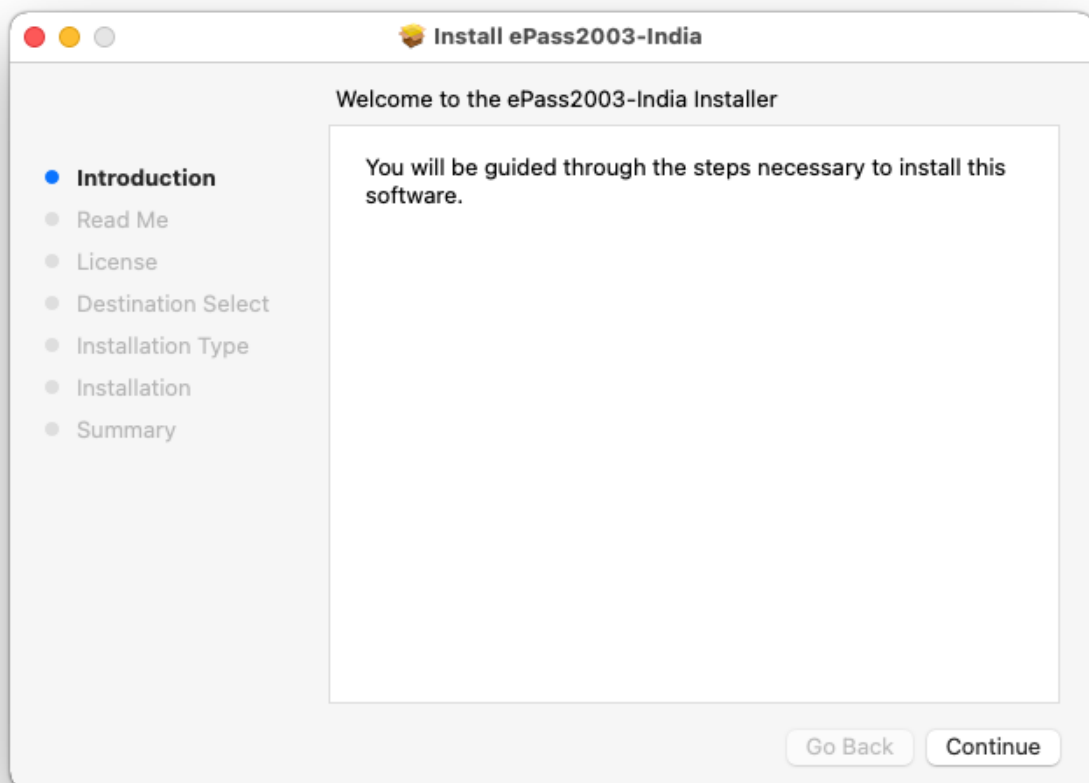 Install ePass2003-India
Welcome to the ePass2003-India Installer
Introduction
Read Me
License
Destination Select
Installation Type
Installation
Summary
You will be guided through the steps necessary to install this
software.
Go Back
Continue